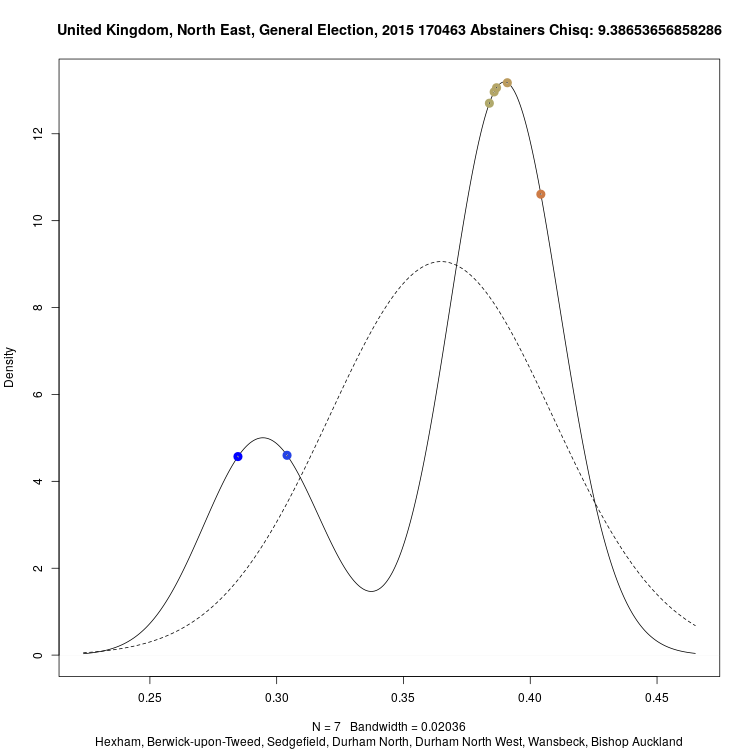 United Kingdom, North East, General Election, 2015 170463 Abstainers Chisq: 9.38653656858286
Density
12
10
8
6
4
2
0
0.25 0.30 0.35 0.40 0.45
N = 7 Bandwidth = 0.02036
Hexham, Berwick-upon-Tweed, Sedgefield, Durham North, Durham North West, Wansbeck, Bishop Auckland